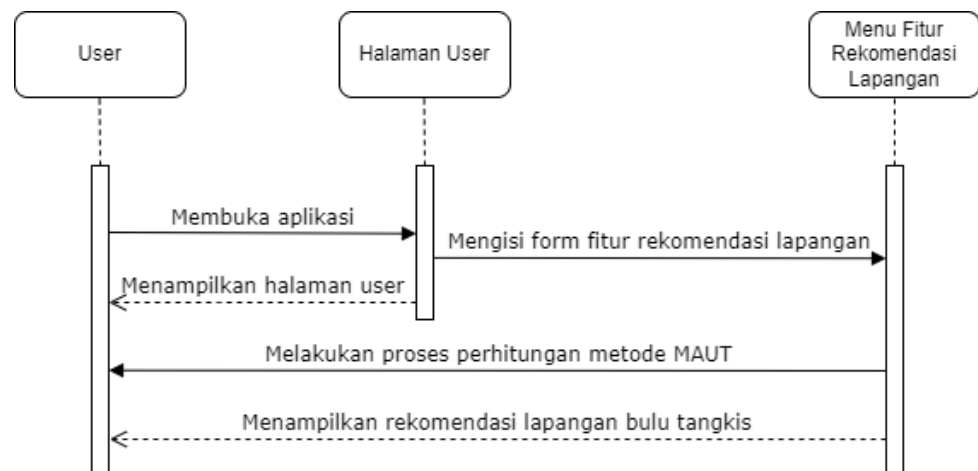 User
Halaman User
Menu Fitur
Rekomendasi
Lapangan
Membuka aplikasi
Mengisi form fitur rekomendasi lapangan
Menampilkan halaman user
Melakukan proses perhitungan metode MAUT
Menampilkan rekomendasi lapangan bulu tangkis